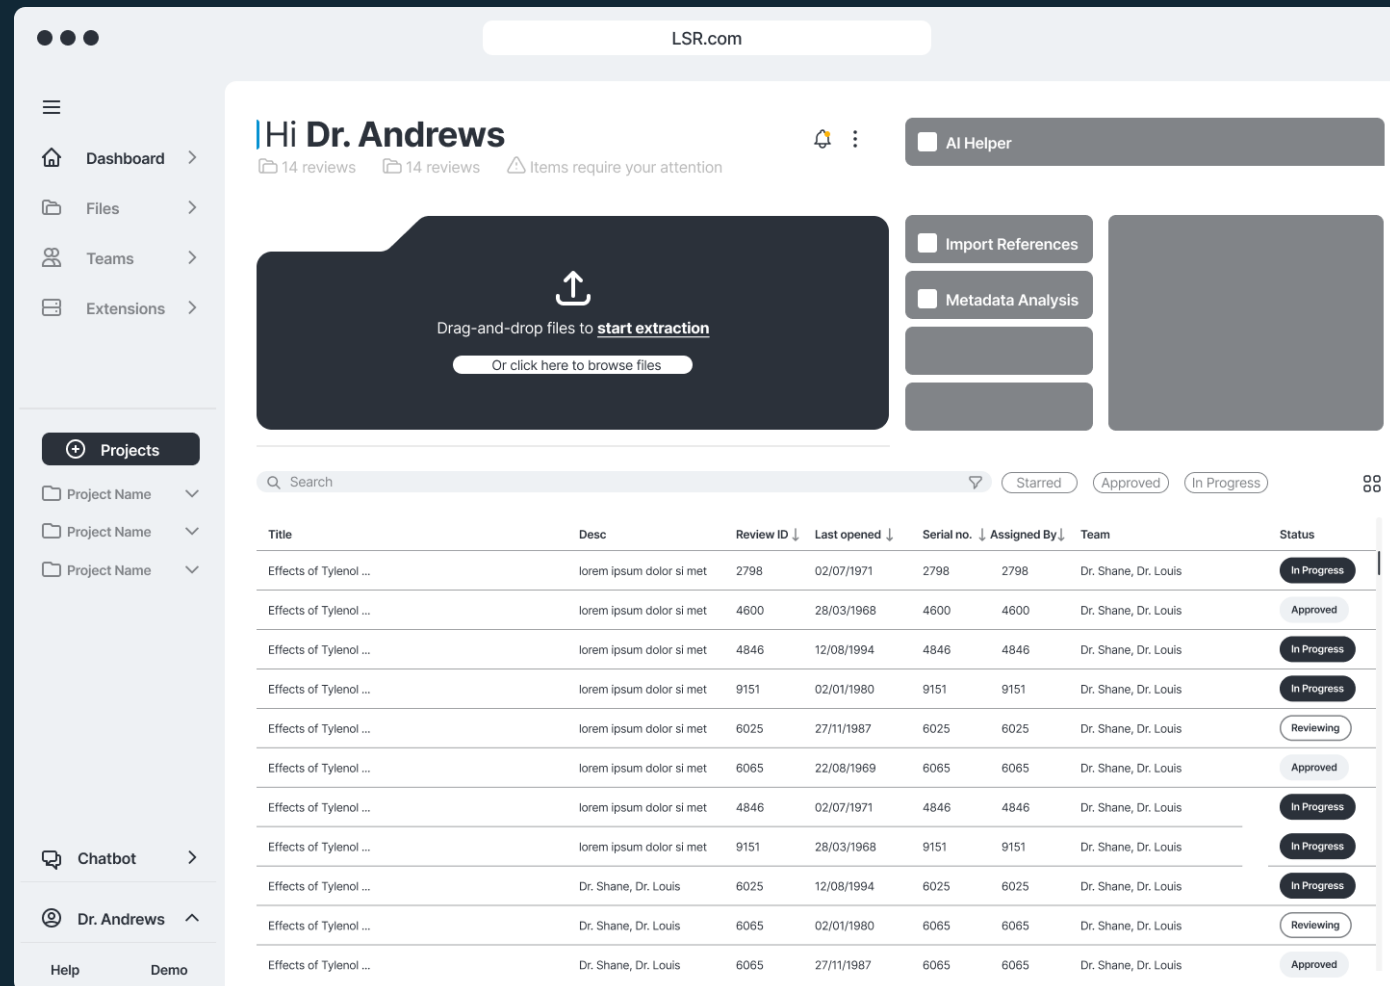 LSR.com
Dashboard
Files
Teams
Extensions
Projects
Project Name
Project Name
Project Name
Chatbot
Dr. Andrews
Help Demo
Hi Dr. Andrews
14 reviews 14 reviews Items require your attention
Drag-and-drop files to start extraction
Or click here to browse files
AI Helper
Import References
Metadata Analysis
Search
Starred Approved In Progress
Title Desc Review ID Last opened Serial no. Assigned By Team Status
Effects of Tylenol ... lorem ipsum dolor si met 2798 02/07/1971 2798 2798 Dr. Shane, Dr. Louis In Progress
Effects of Tylenol ... lorem ipsum dolor si met 4600 28/03/1968 4600 4600 Dr. Shane, Dr. Louis Approved
Effects of Tylenol ... lorem ipsum dolor si met 4846 12/08/1994 4846 4846 Dr. Shane, Dr. Louis In Progress
Effects of Tylenol ... lorem ipsum dolor si met 9151 02/01/1980 9151 9151 Dr. Shane, Dr. Louis In Progress
Effects of Tylenol ... lorem ipsum dolor si met 6025 27/11/1987 6025 6025 Dr. Shane, Dr. Louis Reviewing
Effects of Tylenol ... lorem ipsum dolor si met 6065 22/08/1969 6065 6065 Dr. Shane, Dr. Louis Approved
Effects of Tylenol ... lorem ipsum dolor si met 4846 02/07/1971 4846 4846 Dr. Shane, Dr. Louis In Progress
Effects of Tylenol ... lorem ipsum dolor si met 9151 28/03/1968 9151 9151 Dr. Shane, Dr. Louis In Progress
Effects of Tylenol ... Dr. Shane, Dr. Louis 6025 12/08/1994 6025 6025 Dr. Shane, Dr. Louis In Progress
Effects of Tylenol ... Dr. Shane, Dr. Louis 6065 02/01/1980 6065 6065 Dr. Shane, Dr. Louis Reviewing
Effects of Tylenol ... Dr. Shane, Dr. Louis 6065 27/11/1987 6065 6065 Dr. Shane, Dr. Louis Approved